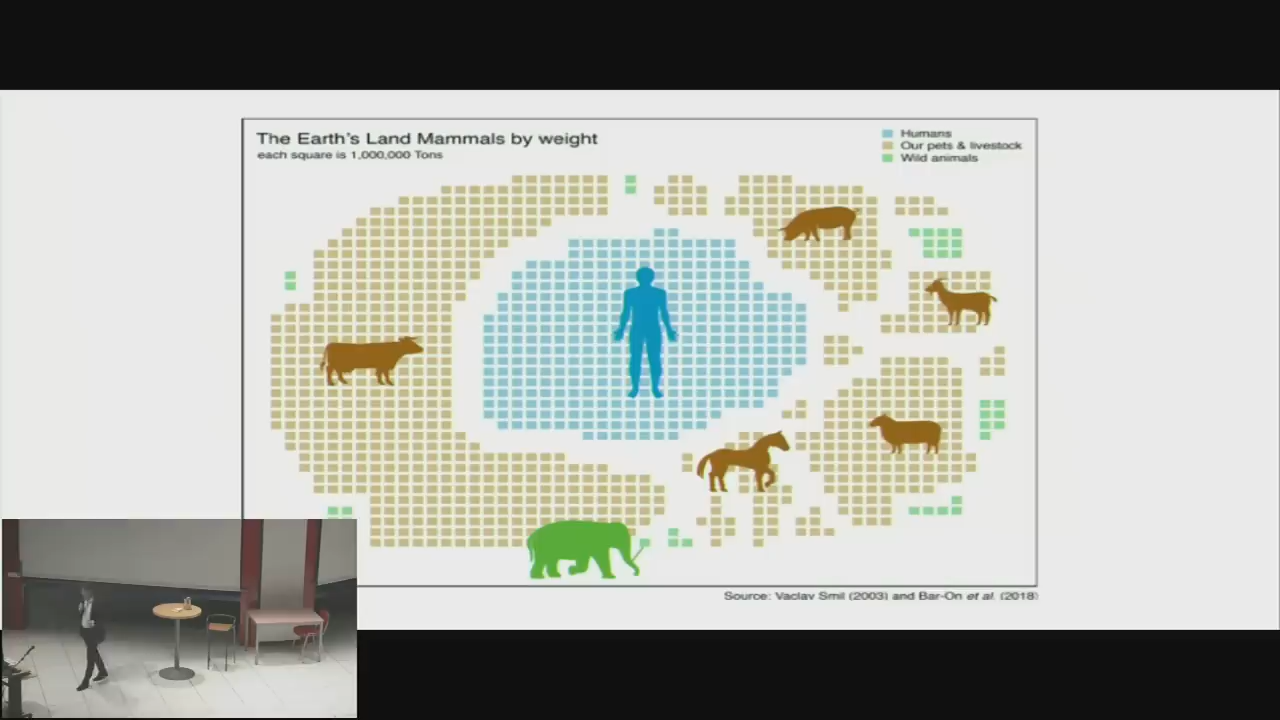 The Earth's Land Mammals by weight
each square is 1,000,000 Tons
Humans
Our pets & livestock
Wild animals
Source: Vaclav Smil (2003) and Bar-On et al. (2018)